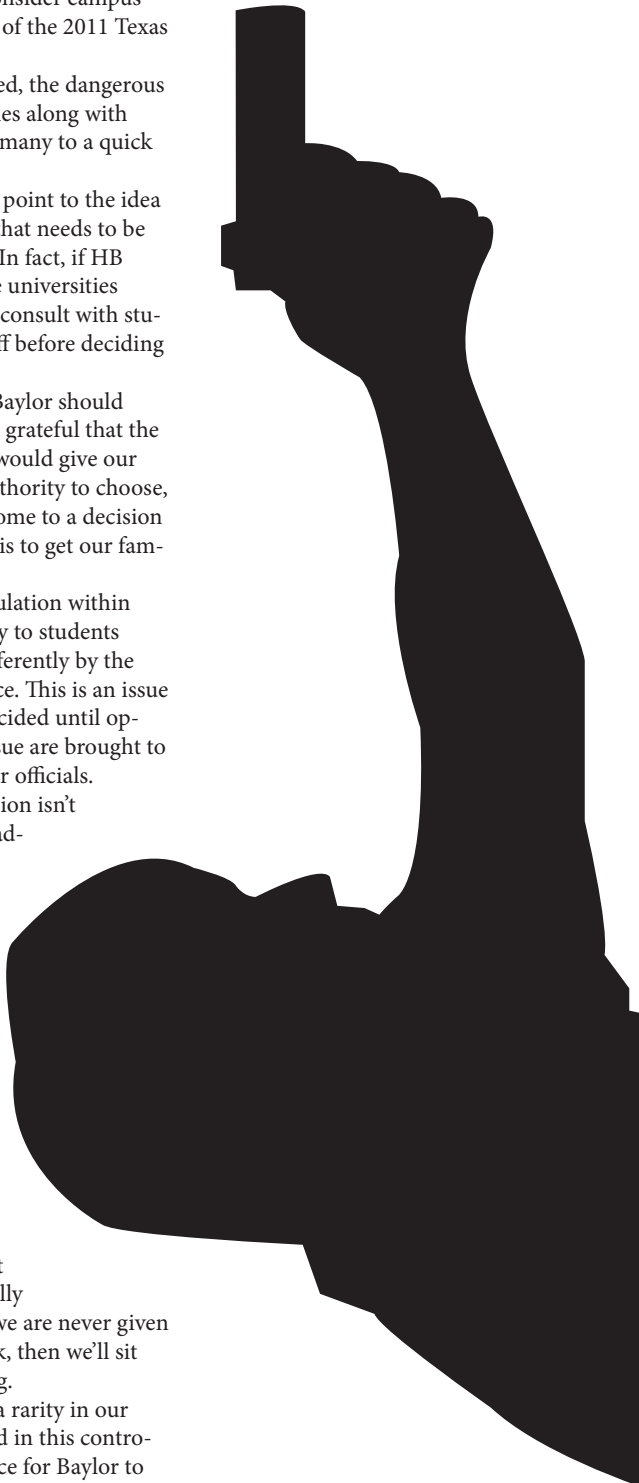 of the 2011 Texas
ed, the dangerous
es along with
many to a quick
point to the idea
that needs to be
In fact, if HB
e universities
consult with stu-
ff before deciding
Baylor should
grateful that the
would give our
thority to choose,
ome to a decision
is to get our fam-
ulation within
y to students
ferently by the
ce. This is an issue
cided until op-
sue are brought to
r officials.
ion isn't
ad-
t
lly
we are never given
k, then we'll sit
g.
a rarity in our
d in this contro-
ce for Baylor to